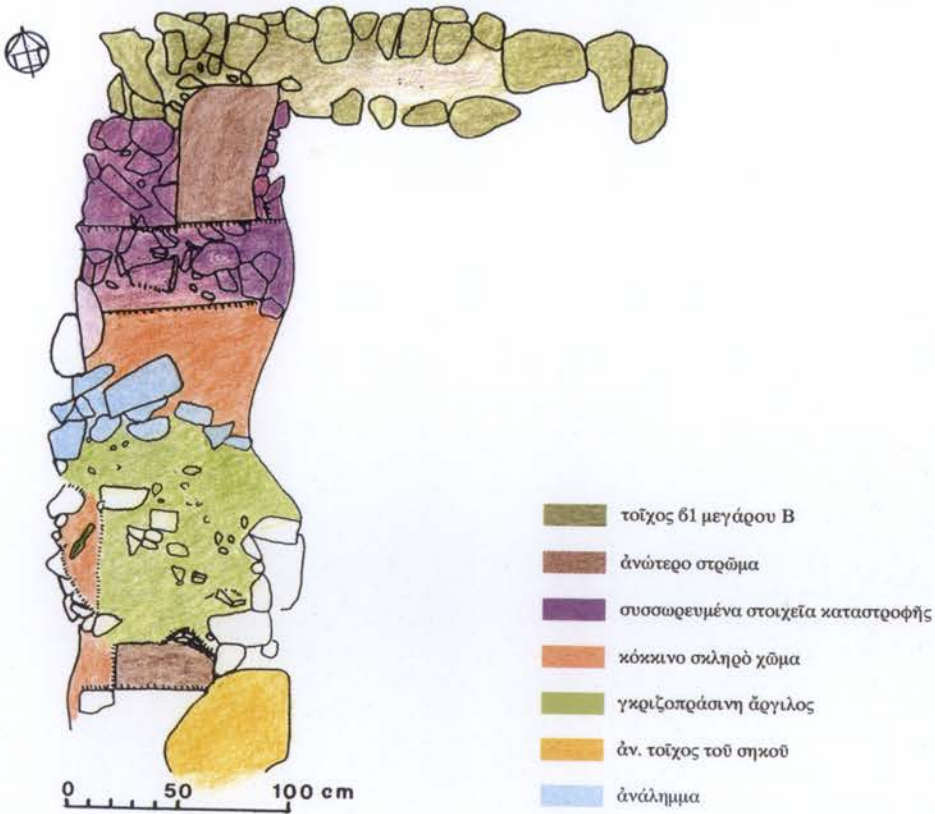 τοῖχος β1 μεγάρου Β
ἀνώτερο στρῶμα
συσσωρευμένα στοιχεῖα καταστροφῆς
κόκκινο σκληρὸ χῶμα
γκριζοπράσινη ἄργιλος
ἀν. τοῖχος τοῦ σηκοῦ
ἀνάλημμα
0 50 100 cm